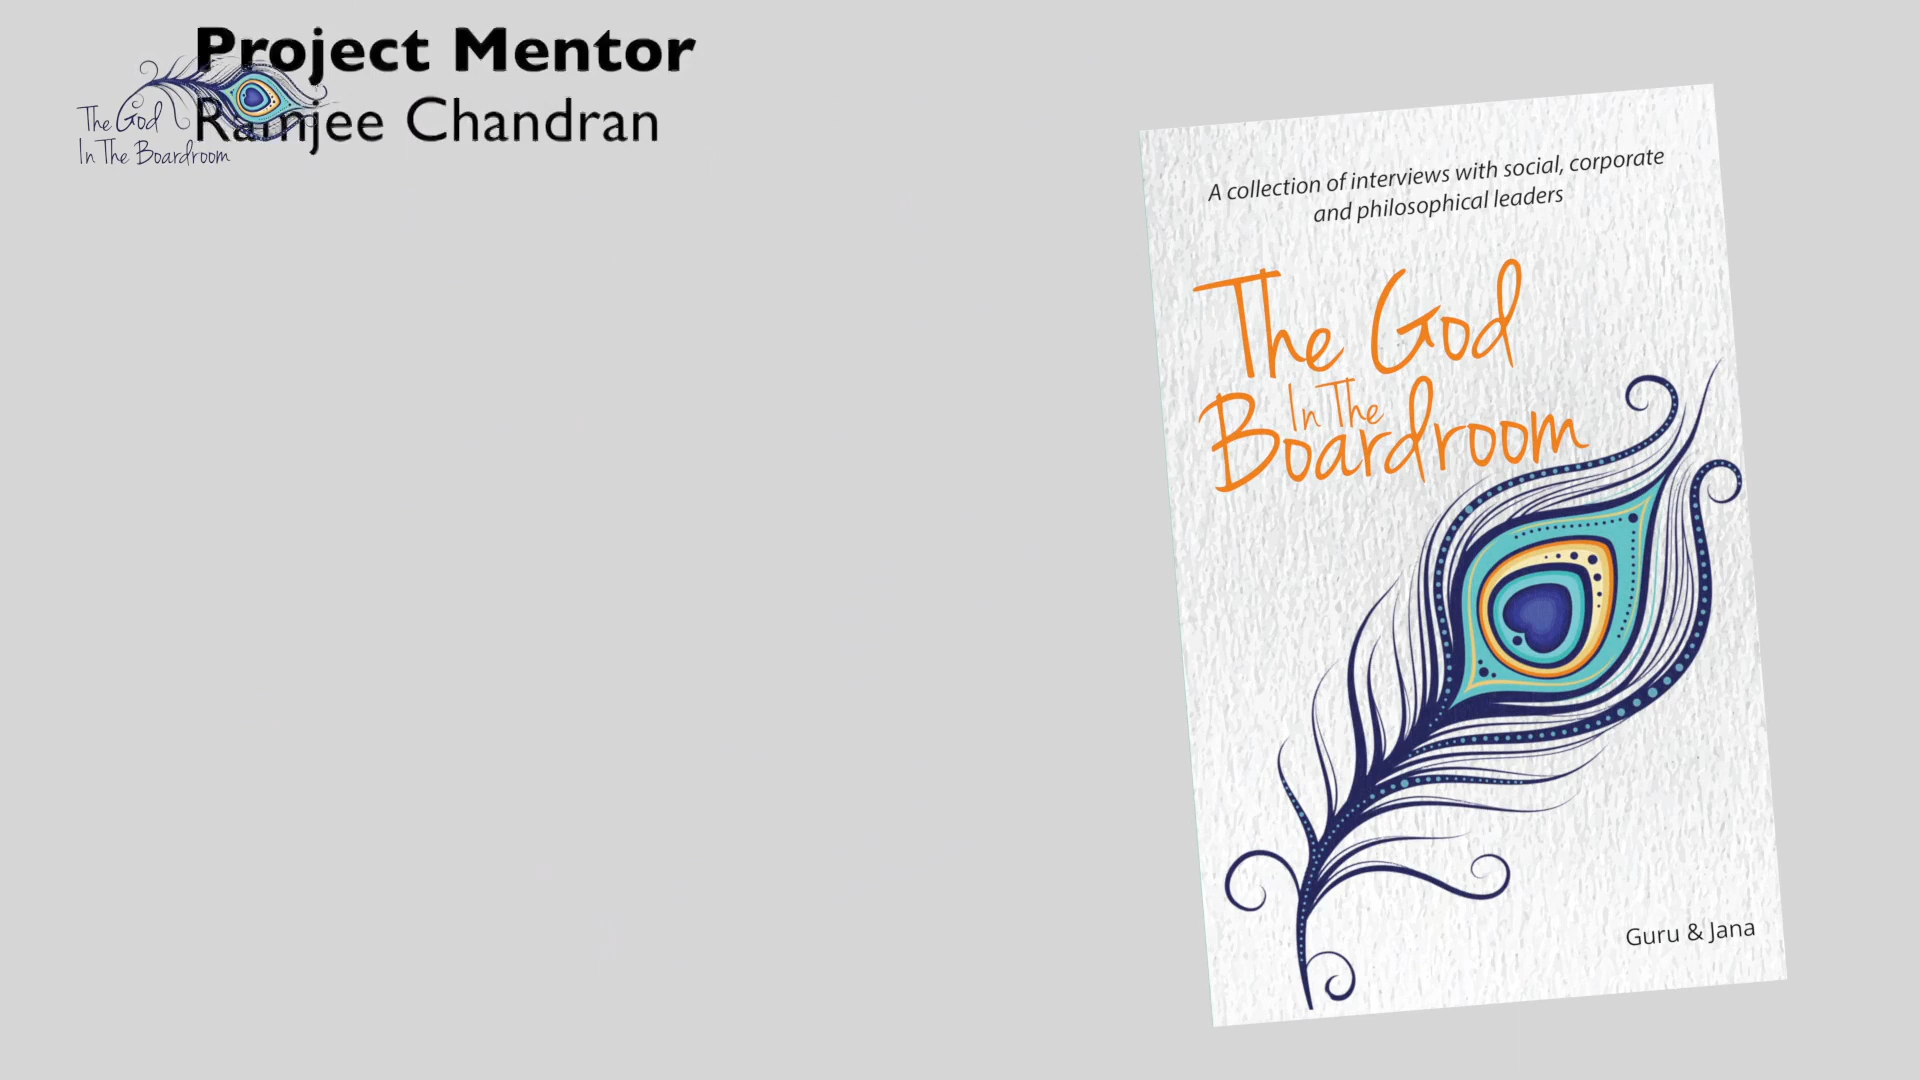 Project Mentor
Ramjee Chandran
The God
In The Boardroom
A collection of interviews with social, corporate
and philosophical leaders
The God
In The
Boardroom
Guru & Jana